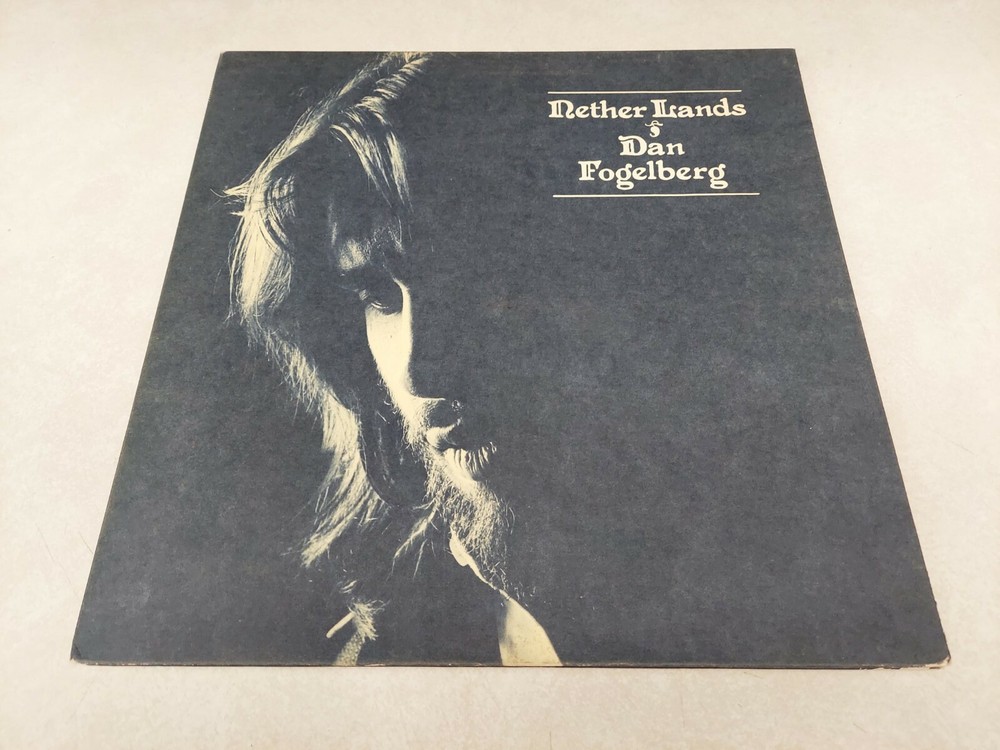 Nether Lands
Dan
Fogelberg